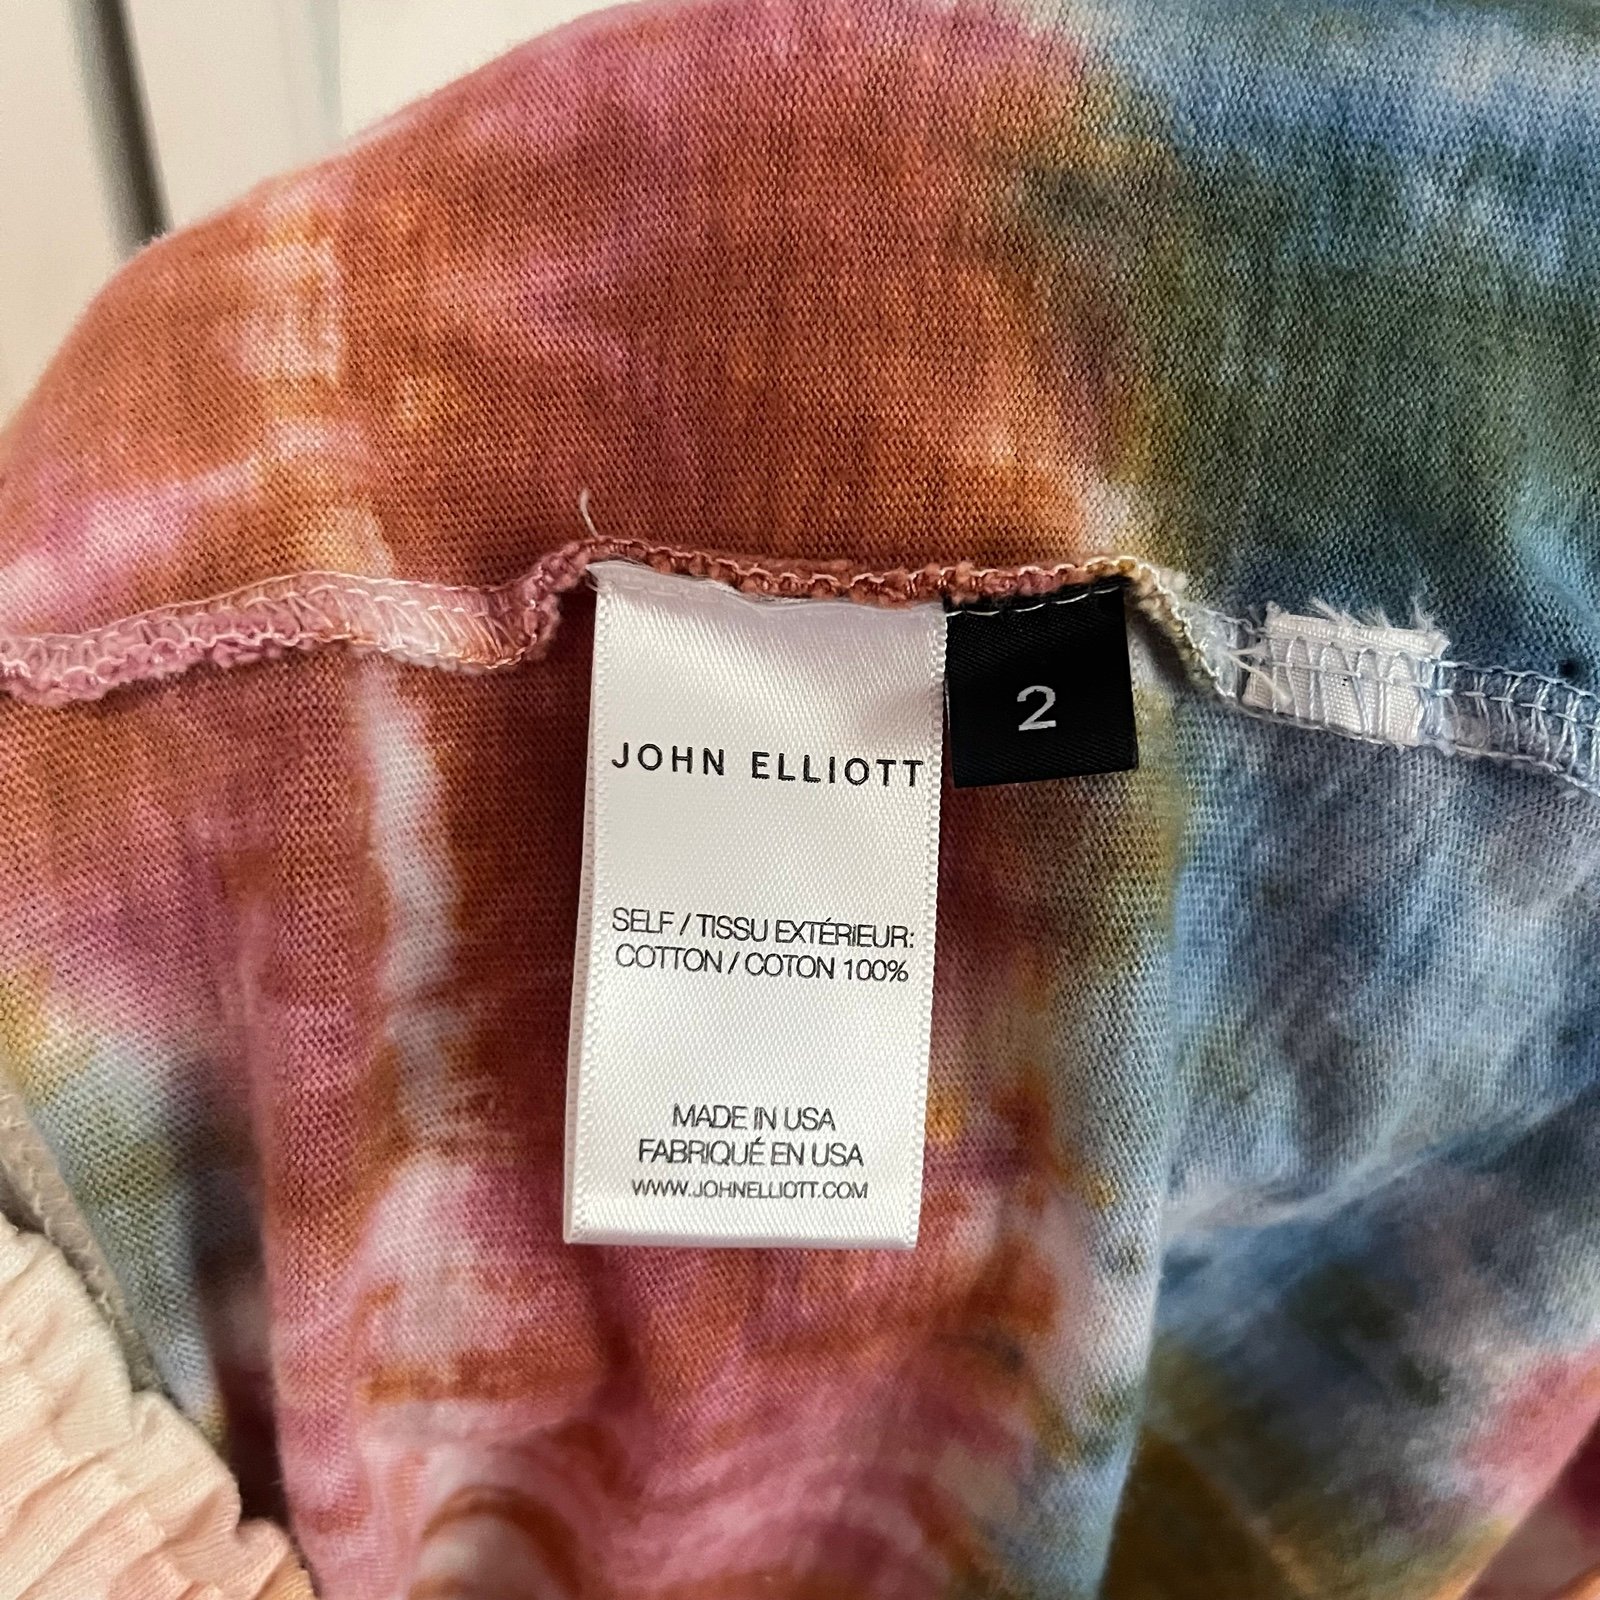 JOHN ELLIOTT
2
SELF / TISSU EXTÉRIEUR:
COTTON / COTON 100%
MADE IN USA
FABRIQUÉ EN USA
WWW.JOHNELLIOTT.COM